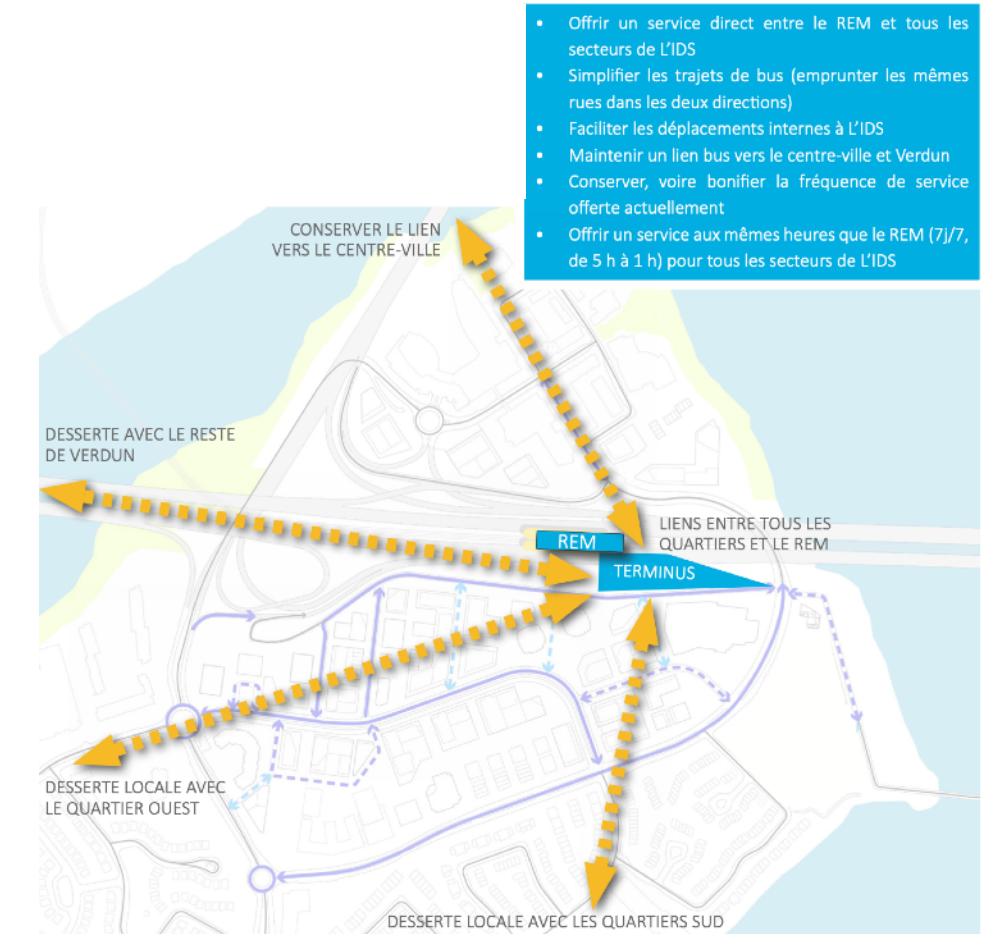 • Offrir un service direct entre le REM et tous les
secteurs de L'IDS
• Simplifier les trajets de bus (emprunter les mêmes
rues dans les deux directions)
• Faciliter les déplacements internes à L'IDS
• Maintenir un lien bus vers le centre-ville et Verdun
• Conserver, voire bonifier la fréquence de service
offerte actuellement
• Offrir un service aux mêmes heures que le REM (7j/7,
de 5 h à 1 h) pour tous les secteurs de L'IDS
CONSERVER LE LIEN
VERS LE CENTRE-VILLE
DESSERTE AVEC LE RESTE
DE VERDUN
LIENS ENTRE TOUS LES
QUARTIERS ET LE REM
REM
TERMINUS
DESSERTE LOCALE AVEC
LE QUARTIER OUEST
DESSERTE LOCALE AVEC LES QUARTIERS SUD